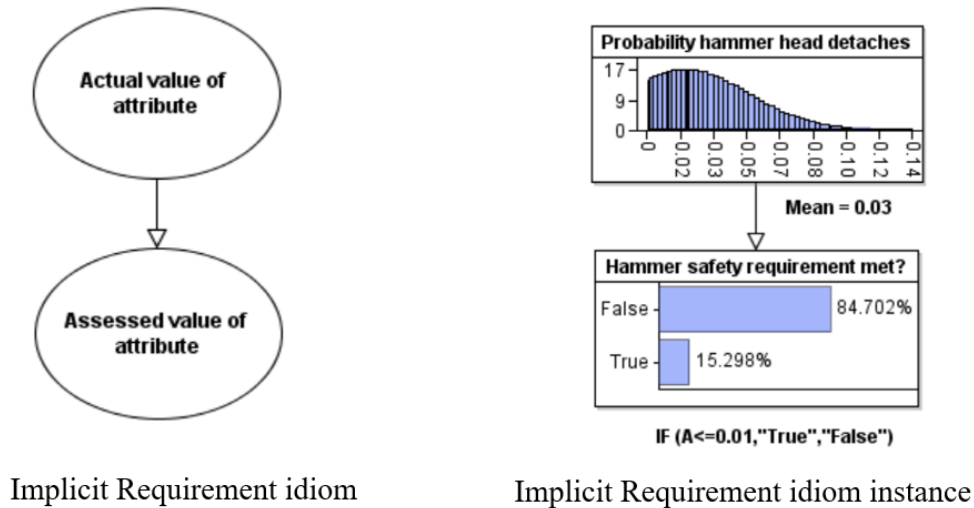 Actual value of
attribute
Assessed value of
attribute
Implicit Requirement idiom
Probability hammer head detaches
17
9
0
0
0.02
0.03
0.05
0.07
0.08
0.10
0.12
0.14
Mean = 0.03
Hammer safety requirement met?
False 84.702%
True 15.298%
IF (A<=0.01,"True","False")
Implicit Requirement idiom instance